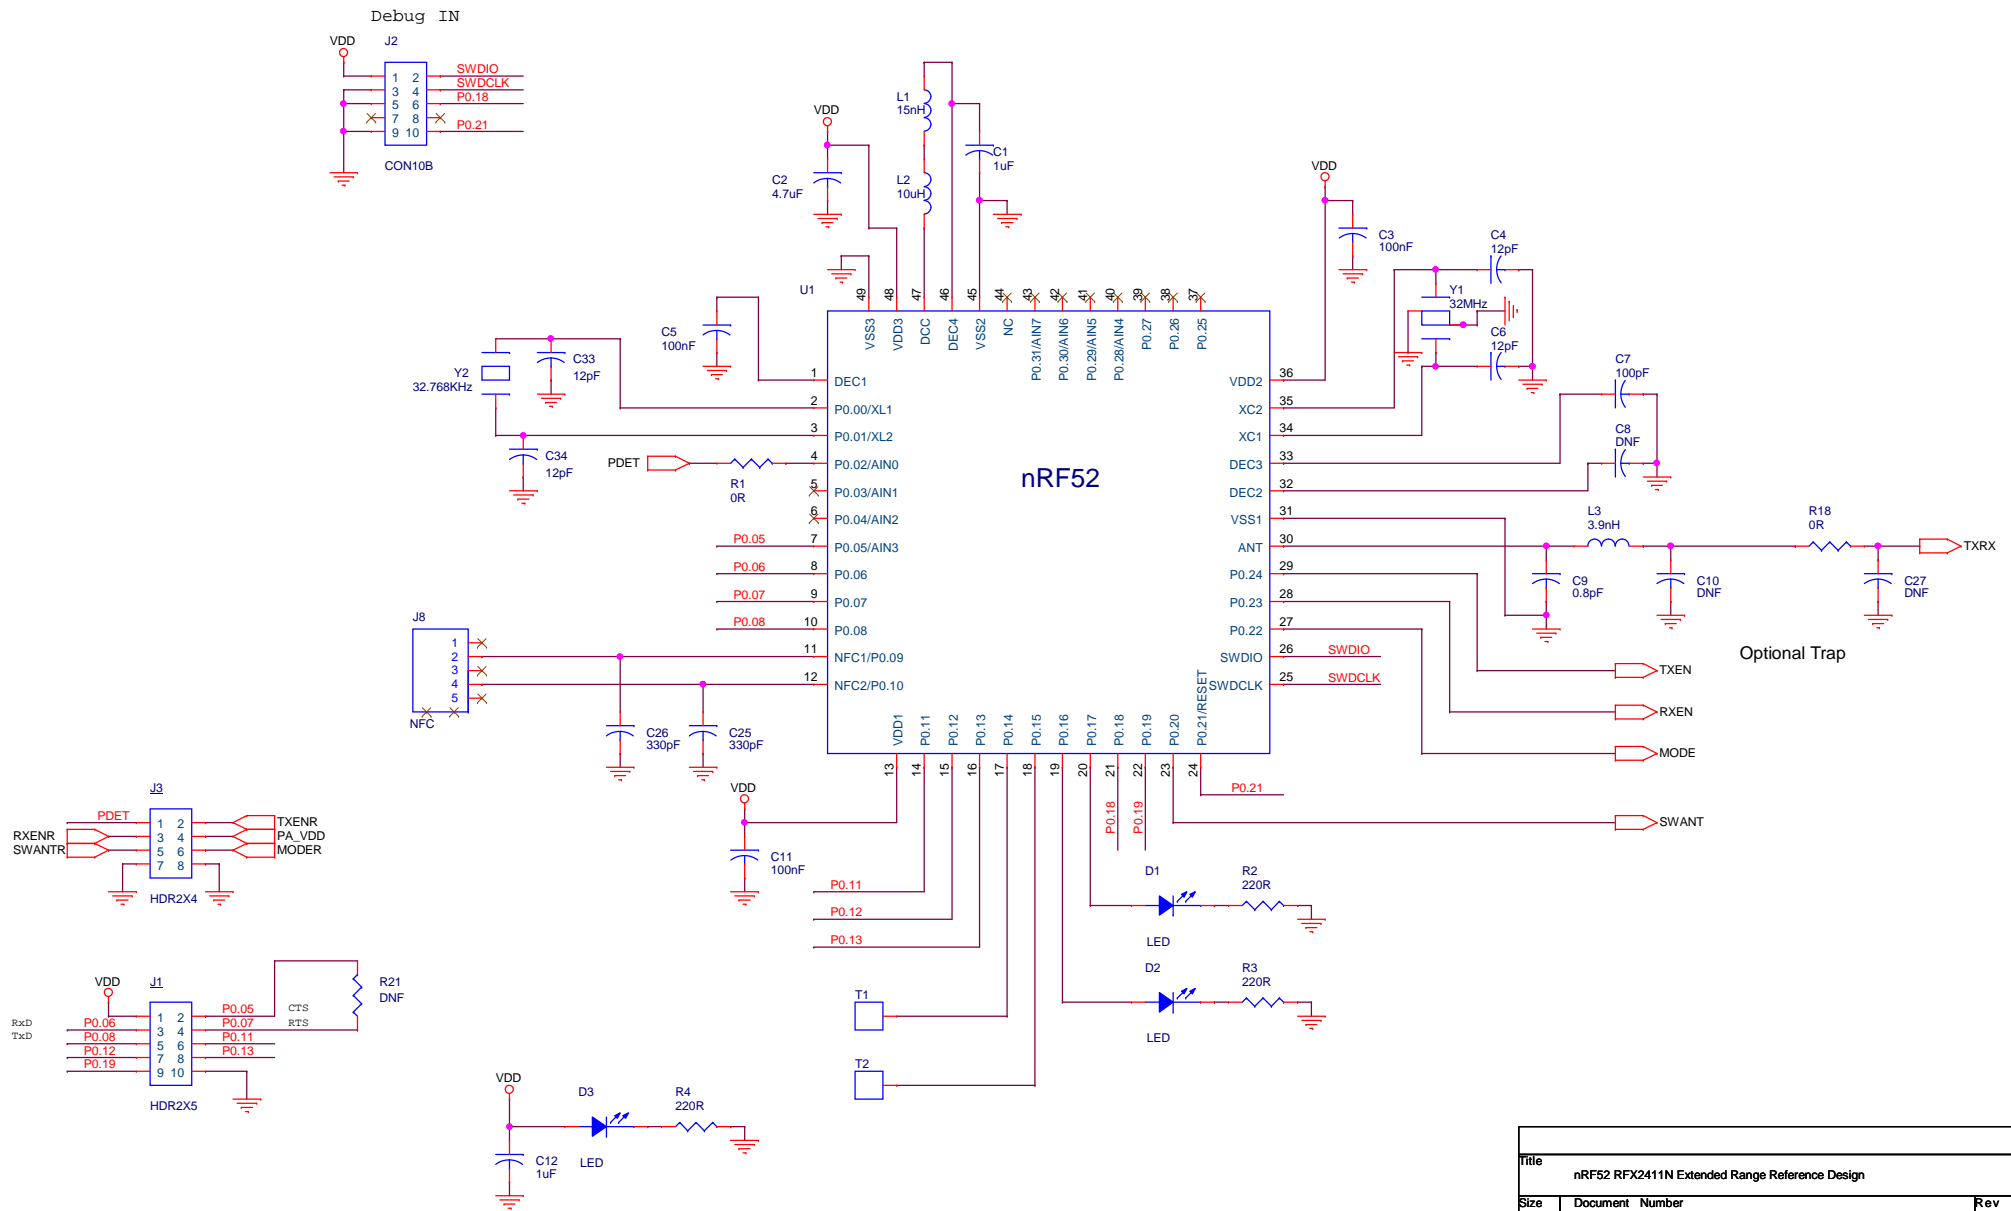 Debug IN
VDD
J2
1 2 SWDIO
3 4 SWDCLK
5 6 P0.18
7 8
9 10 P0.21
CON10B
VDD
C2
4.7uF
L1
15nH
L2
10uH
C1
1uF
VDD
C3
100nF
C4
12pF
Y1
32MHz
C6
12pF
C7
100pF
C8
DNF
U1
49 48 47 46 45 44 43 42 41 40 39 38 37
VSS3
VDD3
DCC
DEC4
VSS2
NC
P0.31/AIN7
P0.30/AIN6
P0.29/AIN5
P0.28/AIN4
P0.27
P0.26
P0.25
C5
100nF
Y2
32.768KHz
C33
12pF
C34
12pF
PDET
R1
0R
nRF52
1 DEC1
2 P0.00/XL1
3 P0.01/XL2
4 P0.02/AIN0
5 P0.03/AIN1
6 P0.04/AIN2
P0.05 7 P0.05/AIN3
P0.06 8 P0.06
P0.07 9 P0.07
P0.08 10 P0.08
11 NFC1/P0.09
12 NFC2/P0.10
VDD2 36
XC2 35
XC1 34
DEC3 33
DEC2 32
VSS1 31
ANT 30
P0.24 29
P0.23 28
P0.22 27
SWDIO 26 SWDIO
SWDCLK 25 SWDCLK
L3
3.9nH
R18
0R
TXRX
C9
0.8pF
C10
DNF
C27
DNF
Optional Trap
TXEN
RXEN
MODE
SWANT
J8
1
2
3
4
5
NFC
C26
330pF
C25
330pF
VDD1
P0.11
P0.12
P0.13
P0.14
P0.15
P0.16
P0.17
P0.18
P0.19
P0.20
P0.21/RESET
13 14 15 16 17 18 19 20 21 22 23 24
P0.18
P0.19
P0.21
VDD
C11
100nF
P0.11
P0.12
P0.13
J3
PDET 1 2 TXENR
RXENR 3 4 PA_VDD
SWANTR 5 6 MODER
7 8
HDR2X4
D1
LED
R2
220R
D2
LED
R3
220R
T1
T2
VDD
J1
1 2 P0.05 CTS
RxD P0.06 3 4 P0.07 RTS
TxD P0.08 5 6 P0.11
P0.12 7 8 P0.13
P0.19 9 10
HDR2X5
R21
DNF
VDD
D3
LED
R4
220R
C12
1uF
Title
nRF52 RFX2411N Extended Range Reference Design
Size Document Number Rev